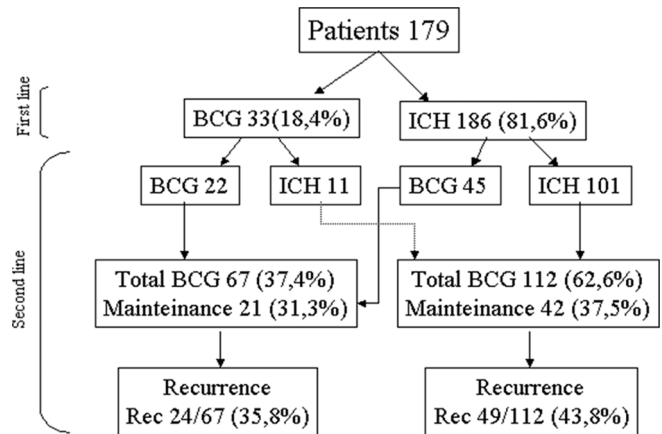 Patients 179
First line
BCG 33(18,4%)
ICH 186 (81,6%)
Second line
BCG 22
ICH 11
BCG 45
ICH 101
Total BCG 67 (37,4%)
Mainteinance 21 (31,3%)
Total BCG 112 (62,6%)
Mainteinance 42 (37,5%)
Recurrence
Rec 24/67 (35,8%)
Recurrence
Rec 49/112 (43,8%)